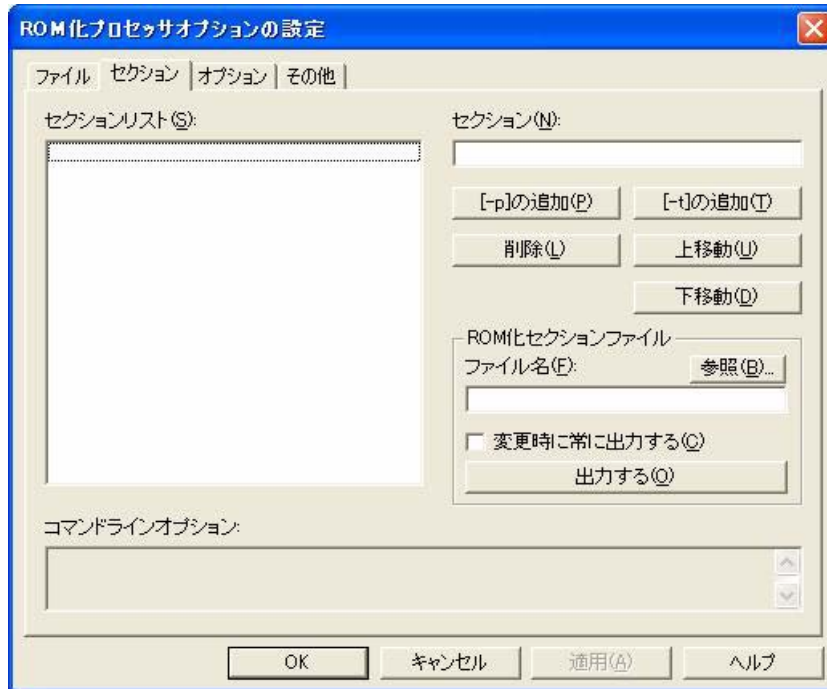 ROM化プロセッサオプションの設定
ファイル セクション オプション その他
セクションリスト(S):
セクション(N):
[-p]の追加(P) [-t]の追加(T)
削除(L) 上移動(U)
下移動(D)
ROM化セクションファイル
ファイル名(F): 参照(B)...
変更時に常に出力する(C)
出力する(O)
コマンドラインオプション:
OK キャンセル 適用(A) ヘルプ